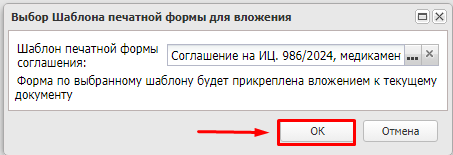 Выбор Шаблона печатной формы для вложения
Шаблон печатной формы соглашения: Соглашение на ИЦ. 986/2024, медикамен ...
Форма по выбранному шаблону будет прикреплена вложением к текущему
документу
ОК Отмена